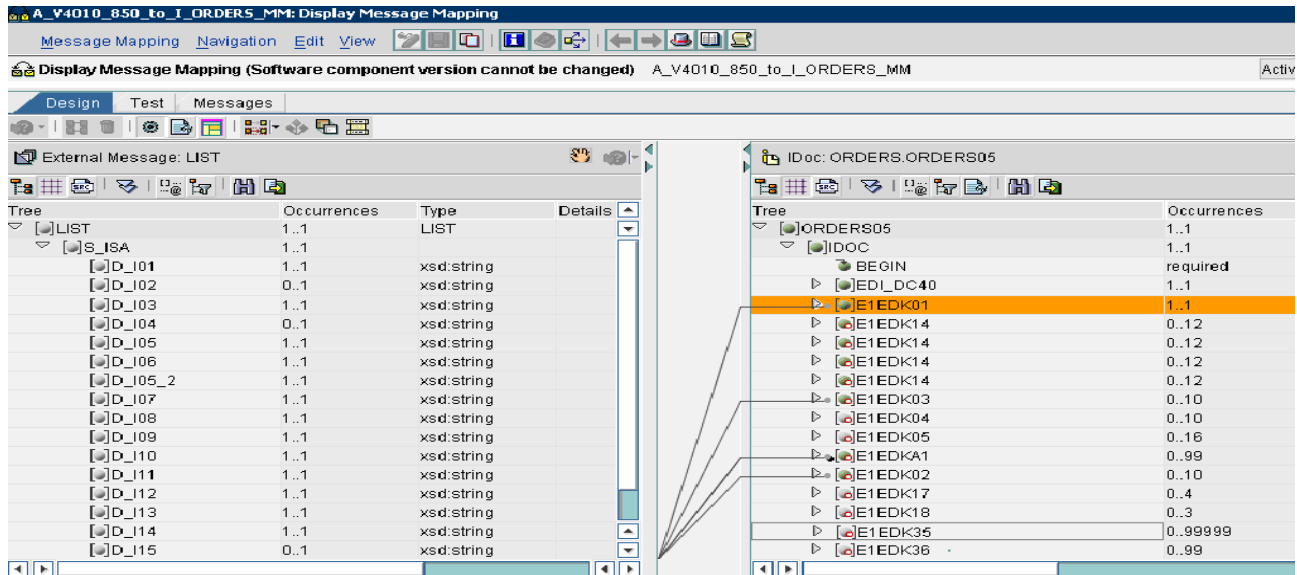 A_V4010_850_to_I_ORDERS_MM: Display Message Mapping
Message Mapping Navigation Edit View
Display Message Mapping (Software component version cannot be changed) A_V4010_850_to_I_ORDERS_MM Activ
Design Test Messages
External Message: LIST IDoc: ORDERS.ORDERS05
SRC SRC
Tree Occurrences Type Details Tree Occurrences
LIST 1..1 LIST ORDERS05 1..1
S_ISA 1..1 IDOC 1..1
D_I01 1..1 xsd:string BEGIN required
D_I02 0..1 xsd:string EDI_DC40 1..1
D_I03 1..1 xsd:string E1EDK01 1..1
D_I04 0..1 xsd:string E1EDK14 0..12
D_I05 1..1 xsd:string E1EDK14 0..12
D_I06 1..1 xsd:string E1EDK14 0..12
D_I05_2 1..1 xsd:string E1EDK14 0..12
D_I07 1..1 xsd:string E1EDK03 0..10
D_I08 1..1 xsd:string E1EDK04 0..10
D_I09 1..1 xsd:string E1EDK05 0..16
D_I10 1..1 xsd:string E1EDKA1 0..99
D_I11 1..1 xsd:string E1EDK02 0..10
D_I12 1..1 xsd:string E1EDK17 0..4
D_I13 1..1 xsd:string E1EDK18 0..3
D_I14 1..1 xsd:string E1EDK35 0..99999
D_I15 0..1 xsd:string E1EDK36 0..99